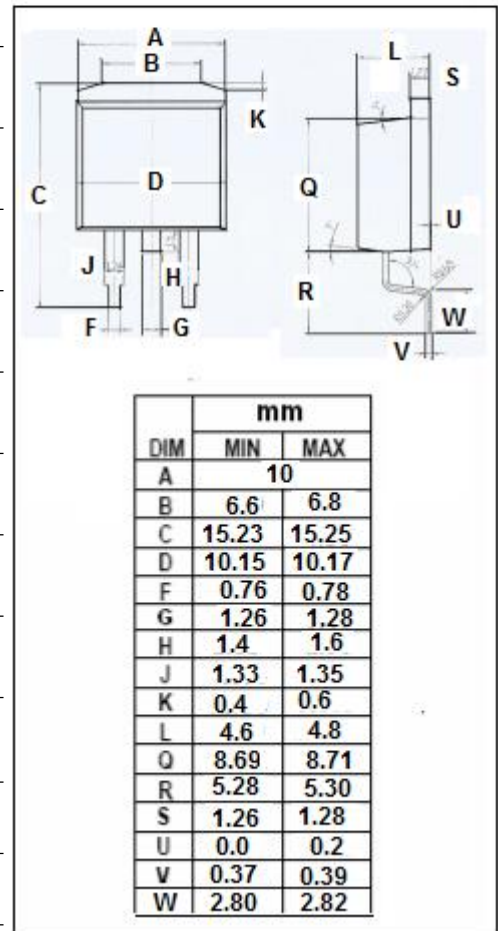 A
B
L
S
K
C
D
Q
U
J
H
R
W
F
G
V
mm
DIM MIN MAX
A 10
B 6.6 6.8
C 15.23 15.25
D 10.15 10.17
F 0.76 0.78
G 1.26 1.28
H 1.4 1.6
J 1.33 1.35
K 0.4 0.6
L 4.6 4.8
Q 8.69 8.71
R 5.28 5.30
S 1.26 1.28
U 0.0 0.2
V 0.37 0.39
W 2.80 2.82